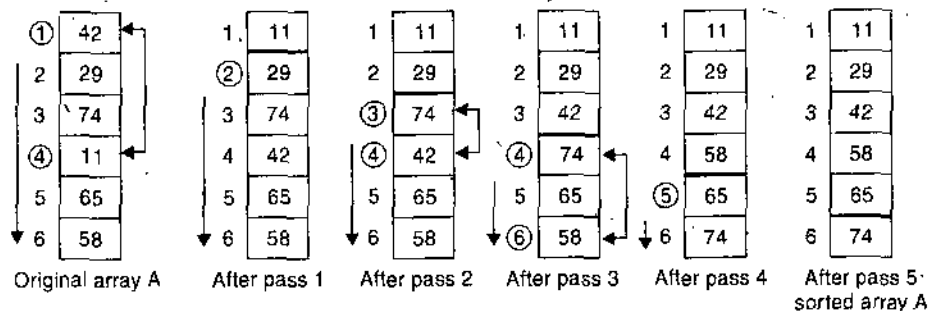 ① 42 1. 11 1 11 1 11 1 11 1 11
2 29 ② 29 2 29 2 29 2 29 2 29
3 74 3 74 ③ 74 3 42 3 42 3 42
④ 11 4 42 ④ 42 ④ 74 4 58 4 58
5 65 5 65 5 65 5 65 ⑤ 65 5 65
6 58 6 58 6 58 ⑥ 58 6 74 6 74
Original array A After pass 1 After pass 2 After pass 3 After pass 4 After pass 5
sorted array A